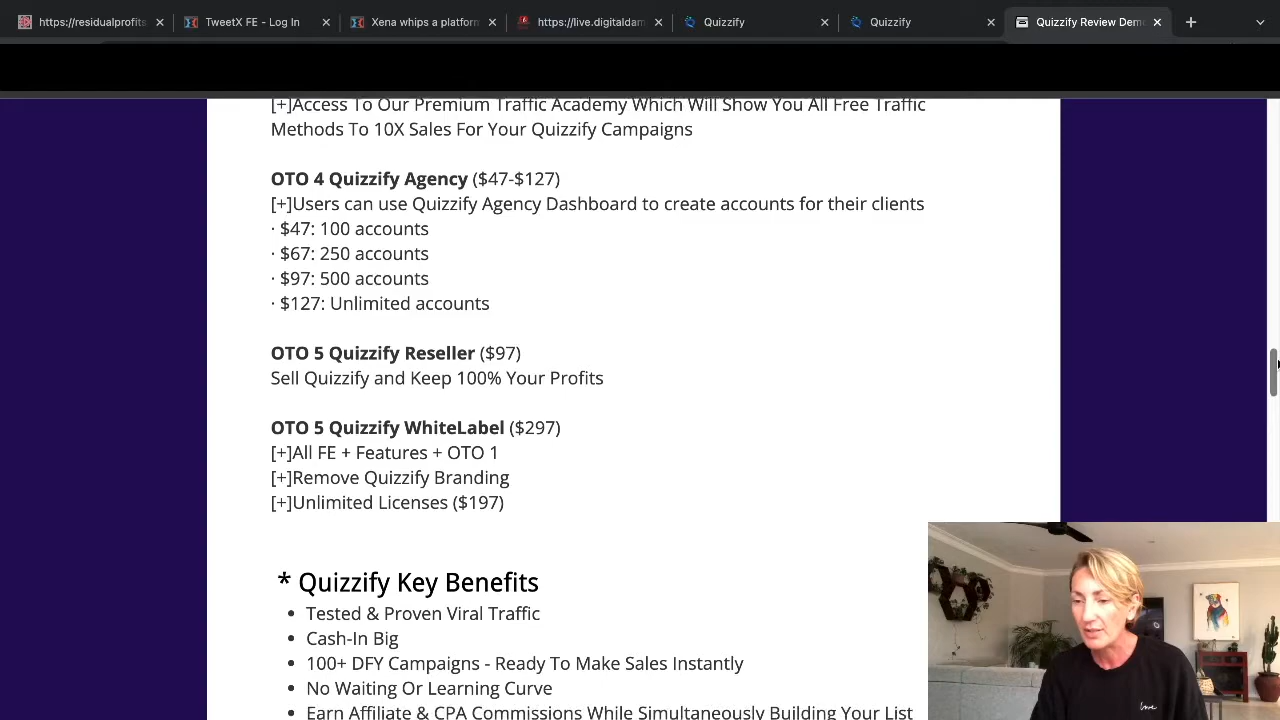 https://residualprofits
TweetX FE - Log In
Xena whips a platform
https://live.digitaldam
Quizzify
Quizzify
Quizzify Review Demo
[+]Access To Our Premium Traffic Academy Which Will Show You All Free Traffic
Methods To 10X Sales For Your Quizzify Campaigns
OTO 4 Quizzify Agency ($47-$127)
[+]Users can use Quizzify Agency Dashboard to create accounts for their clients
· $47: 100 accounts
· $67: 250 accounts
· $97: 500 accounts
· $127: Unlimited accounts
OTO 5 Quizzify Reseller ($97)
Sell Quizzify and Keep 100% Your Profits
OTO 5 Quizzify WhiteLabel ($297)
[+]All FE + Features + OTO 1
[+]Remove Quizzify Branding
[+]Unlimited Licenses ($197)
* Quizzify Key Benefits
• Tested & Proven Viral Traffic
• Cash-In Big
• 100+ DFY Campaigns - Ready To Make Sales Instantly
• No Waiting Or Learning Curve
• Earn Affiliate & CPA Commissions While Simultaneously Building Your List